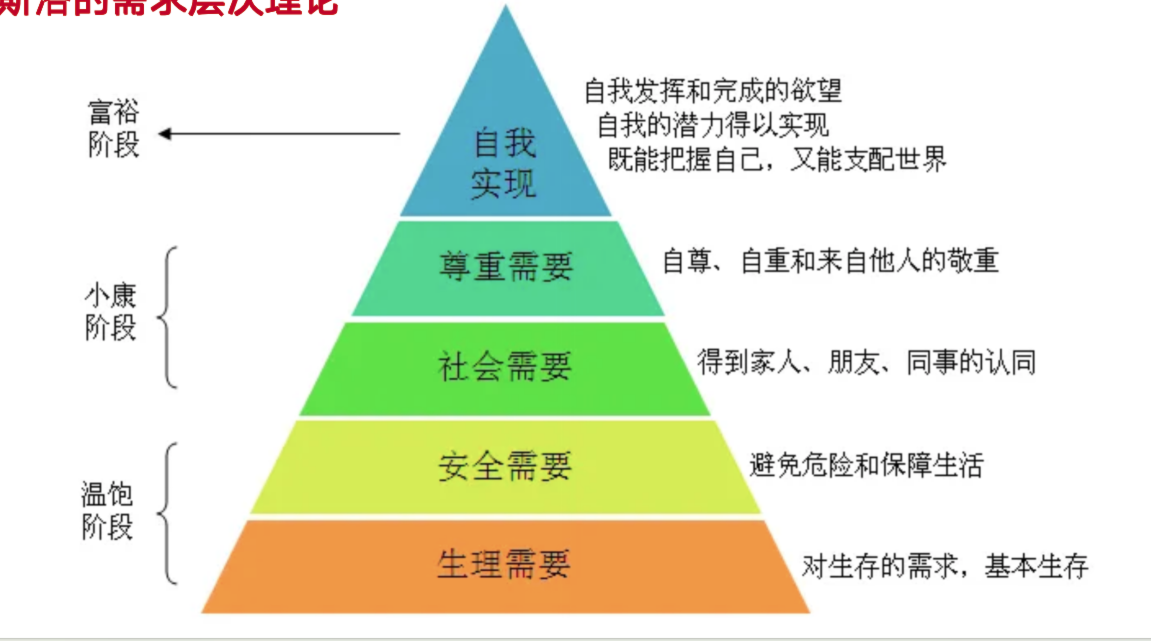 斯洛的需求层次理论
富裕
阶段
自我
实现
自我发挥和完成的欲望
自我的潜力得以实现
既能把握自己，又能支配世界
小康
阶段
尊重需要
自尊、自重和来自他人的敬重
社会需要
得到家人、朋友、同事的认同
温饱
阶段
安全需要
避免危险和保障生活
生理需要
对生存的需求，基本生存